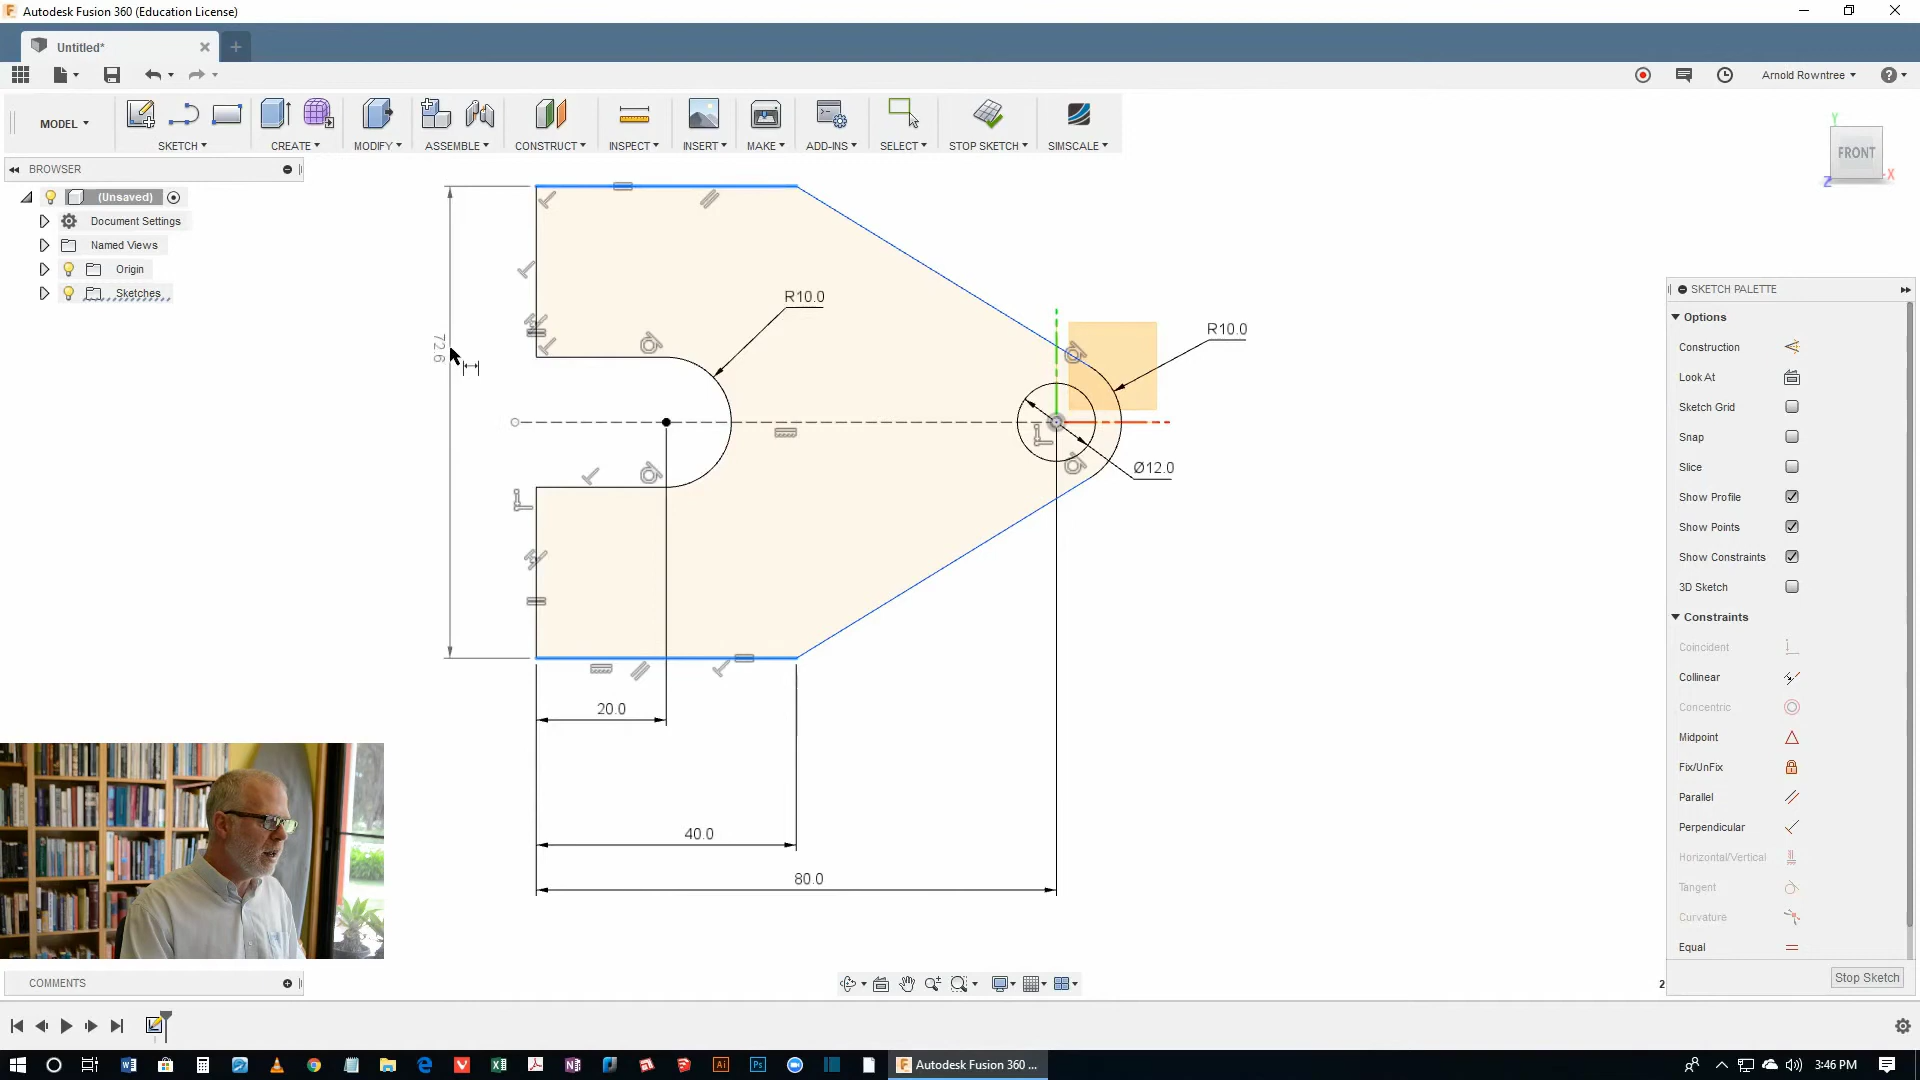 Autodesk Fusion 360 (Education License)
Untitled*
Arnold Rowntree
MODEL
SKETCH
CREATE
MODIFY
ASSEMBLE
CONSTRUCT
INSPECT
INSERT
MAKE
ADD-INS
SELECT
STOP SKETCH
SIMSCALE
Y
FRONT
X
Z
BROWSER
(Unsaved)
Document Settings
Named Views
Origin
Sketches
72.6
R10.0
R10.0
Ø12.0
20.0
40.0
80.0
SKETCH PALETTE
Options
Construction
Look At
Sketch Grid
Snap
Slice
Show Profile
Show Points
Show Constraints
3D Sketch
Constraints
Coincident
Collinear
Concentric
Midpoint
Fix/UnFix
Parallel
Perpendicular
Horizontal/Vertical
Tangent
Curvature
Equal
Stop Sketch
COMMENTS
2
Autodesk Fusion 360 ...
3:46 PM